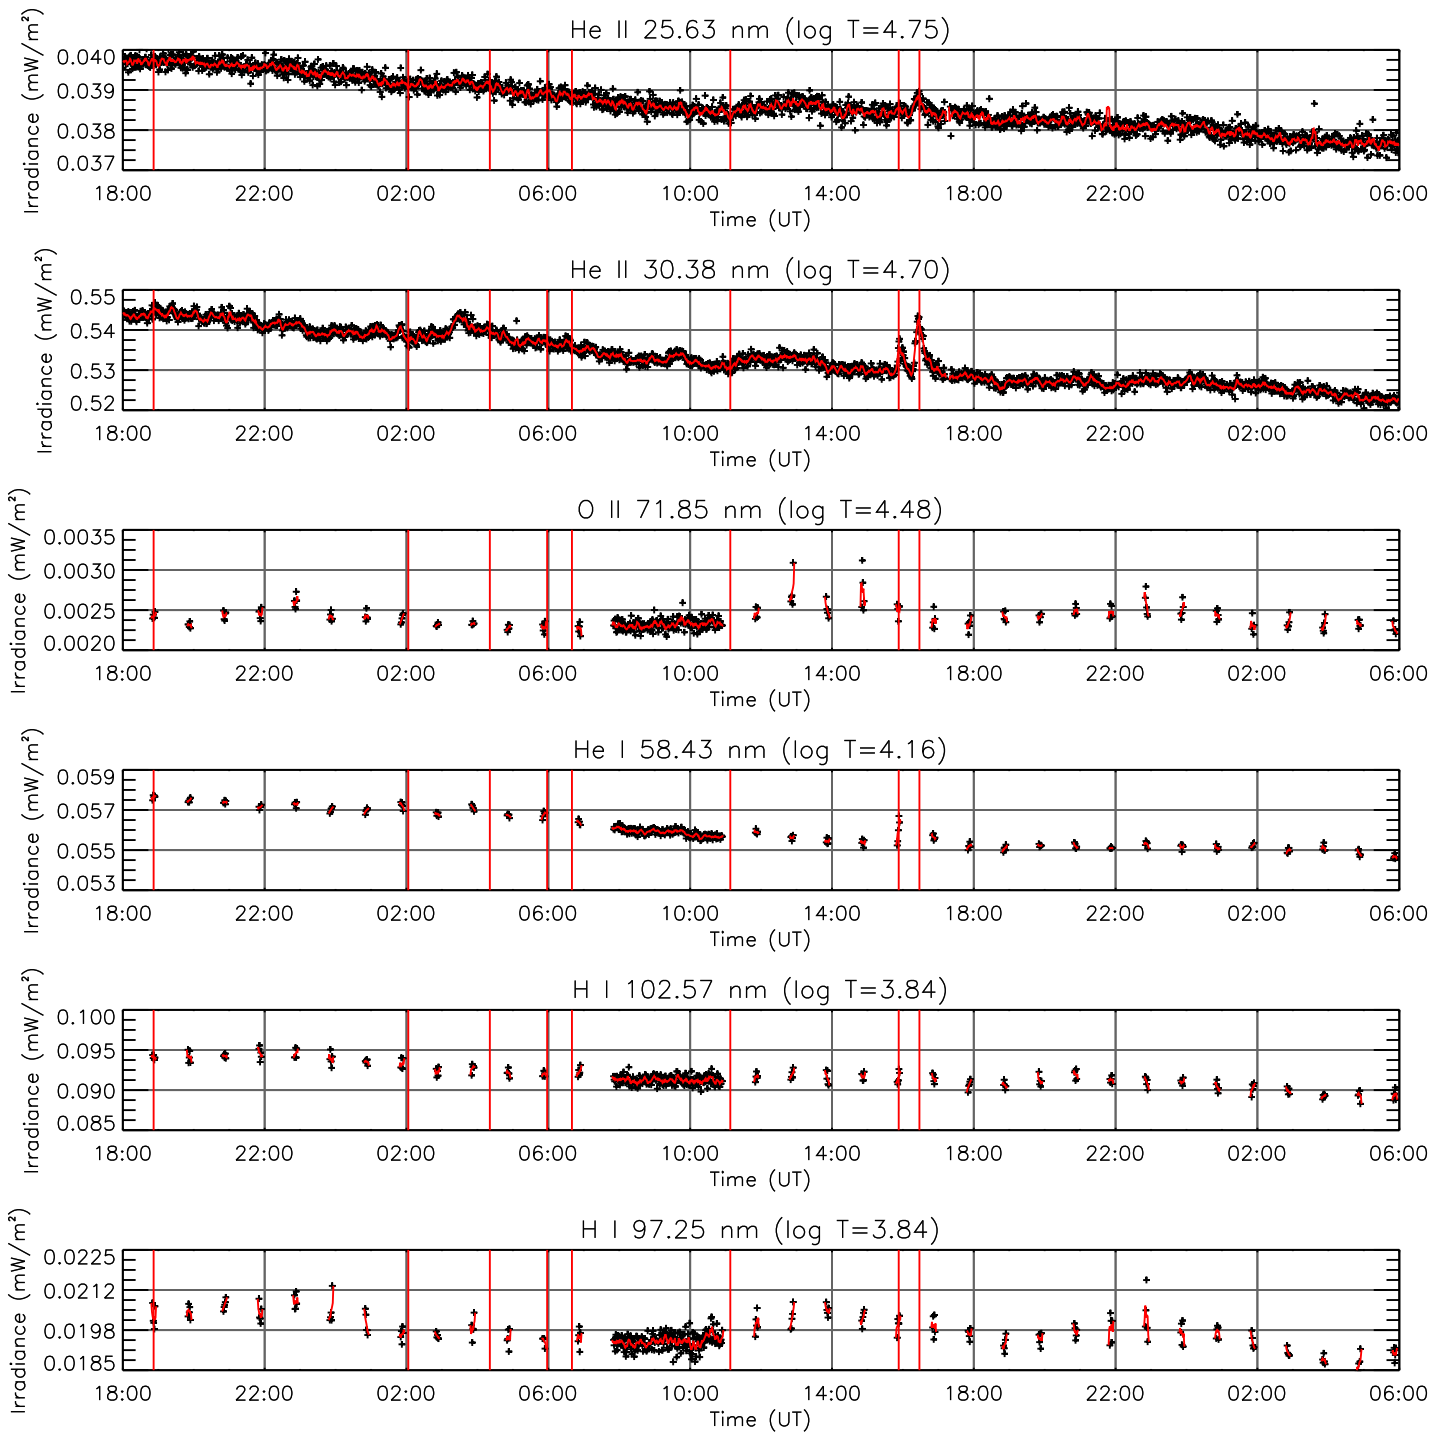 He II 25.63 nm (log T=4.75)
Irradiance (mW/m²)
0.040
0.039
0.038
0.037
18:00 22:00 02:00 06:00 10:00 14:00 18:00 22:00 02:00 06:00
Time (UT)
He II 30.38 nm (log T=4.70)
Irradiance (mW/m²)
0.55
0.54
0.53
0.52
18:00 22:00 02:00 06:00 10:00 14:00 18:00 22:00 02:00 06:00
Time (UT)
O II 71.85 nm (log T=4.48)
Irradiance (mW/m²)
0.0035
0.0030
0.0025
0.0020
18:00 22:00 02:00 06:00 10:00 14:00 18:00 22:00 02:00 06:00
Time (UT)
He I 58.43 nm (log T=4.16)
Irradiance (mW/m²)
0.059
0.057
0.055
0.053
18:00 22:00 02:00 06:00 10:00 14:00 18:00 22:00 02:00 06:00
Time (UT)
H I 102.57 nm (log T=3.84)
Irradiance (mW/m²)
0.100
0.095
0.090
0.085
18:00 22:00 02:00 06:00 10:00 14:00 18:00 22:00 02:00 06:00
Time (UT)
H I 97.25 nm (log T=3.84)
Irradiance (mW/m²)
0.0225
0.0212
0.0198
0.0185
18:00 22:00 02:00 06:00 10:00 14:00 18:00 22:00 02:00 06:00
Time (UT)